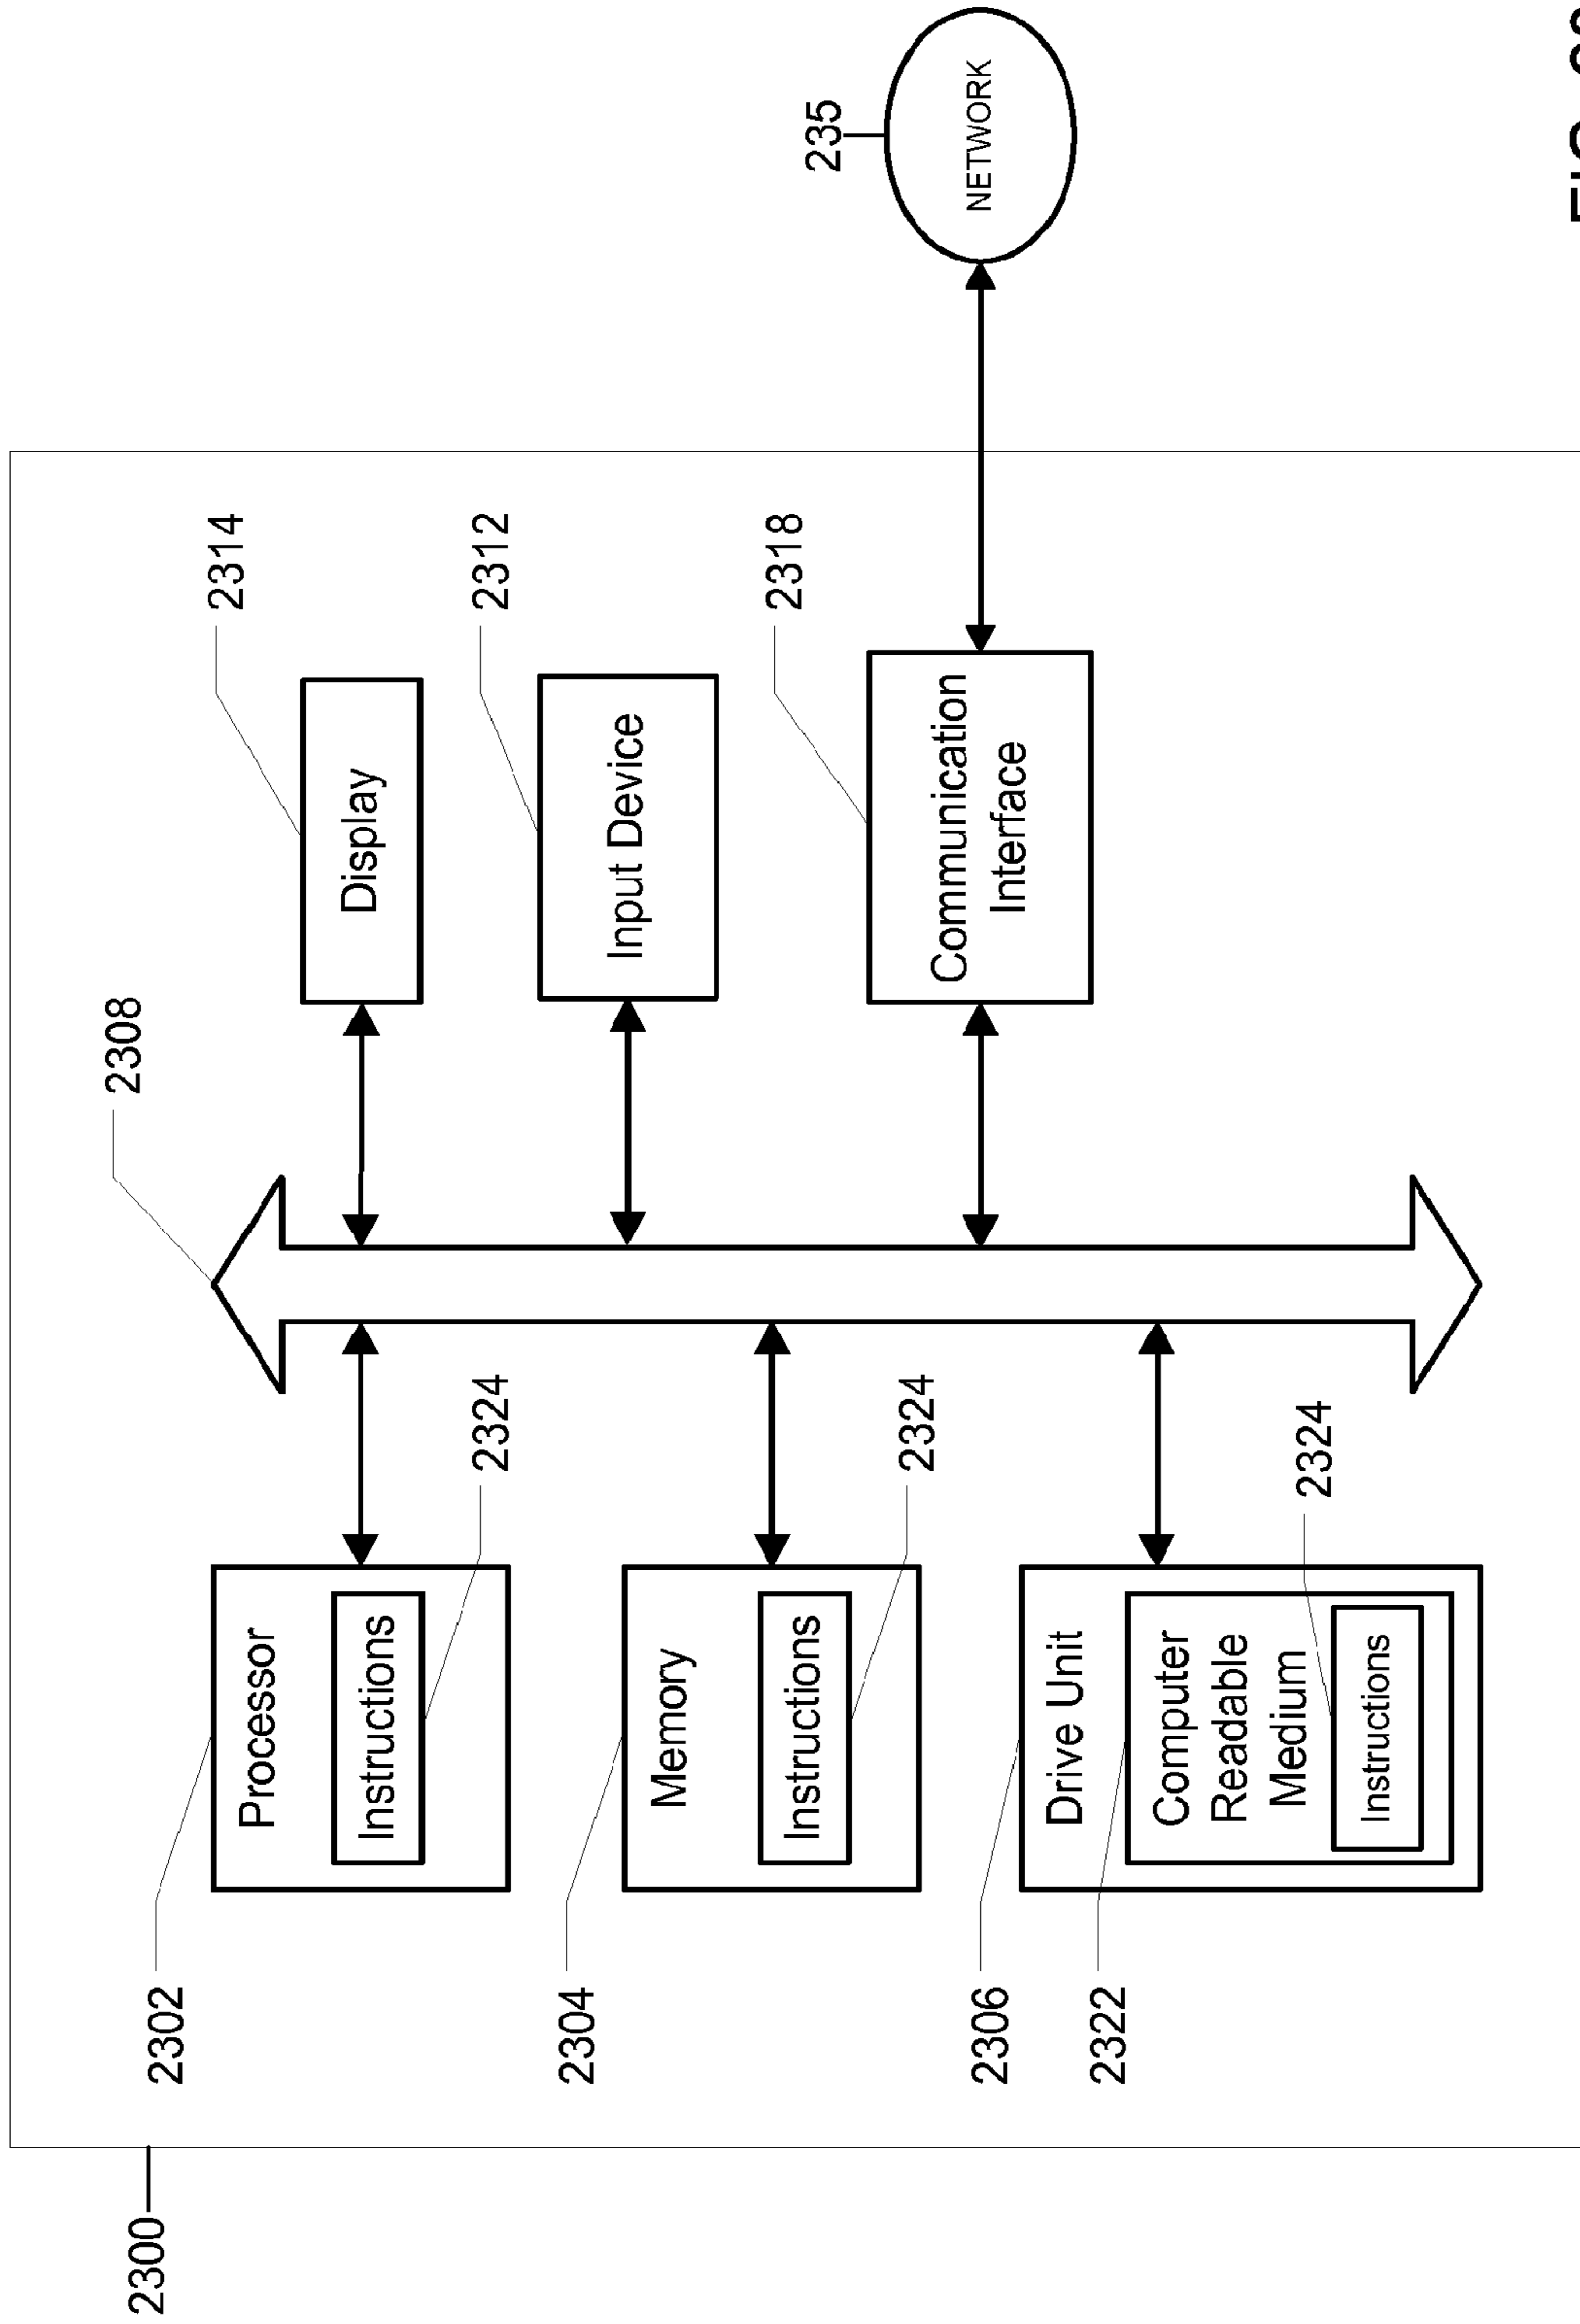 2300
2308
2302
Processor
Instructions
2324
Display
2314
Input Device
2312
2304
Memory
Instructions
2324
Communication
Interface
2318
235
NETWORK
2306
Drive Unit
2322
Computer
Readable
Medium
2324
Instructions